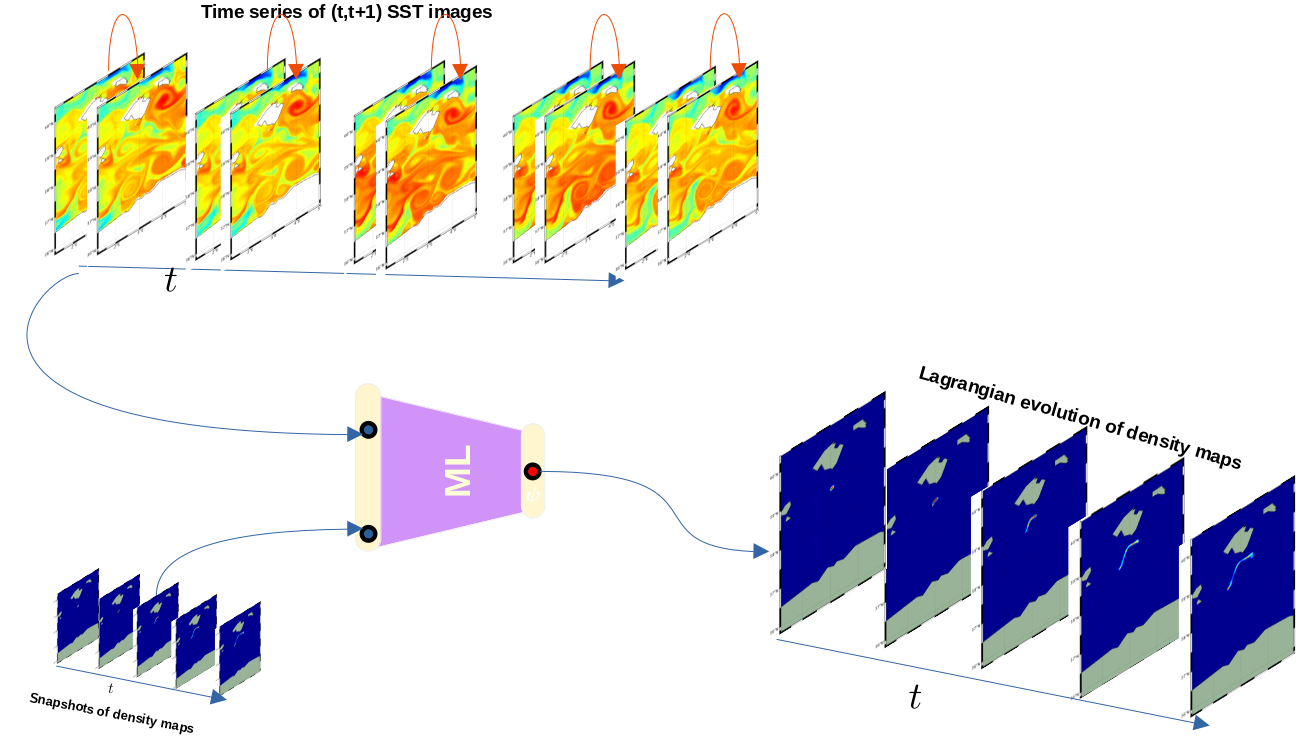 Time series of (t,t+1) SST images
t
ML
ψ
Lagrangian evolution of density maps
t
Snapshots of density maps
t